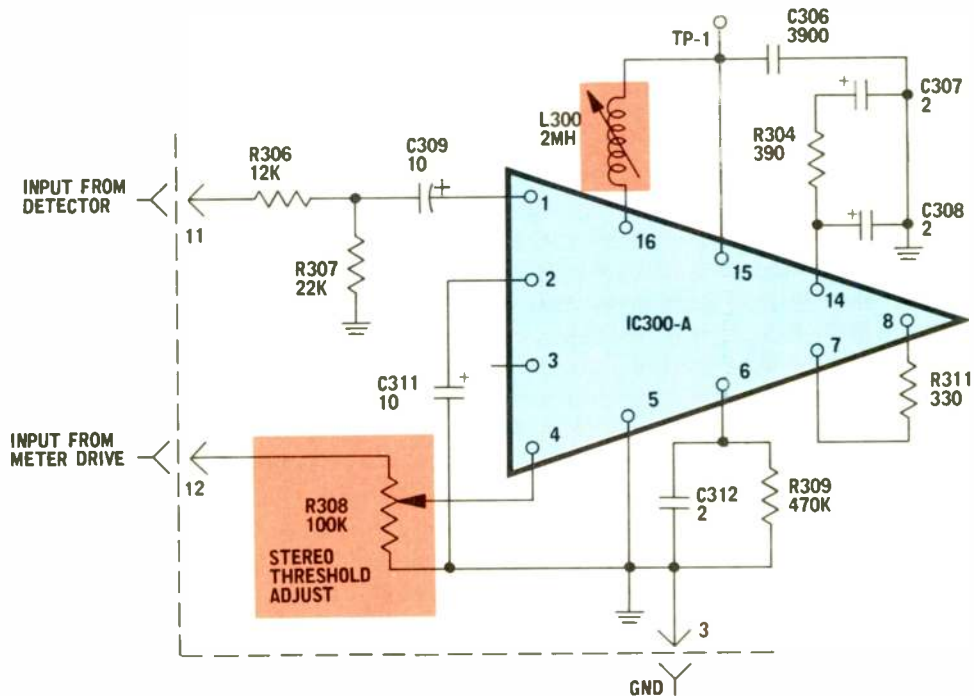 TP-1
C306
3900
C307
2
+
L300
2MH
R304
390
C309
10
+
R306
12K
C308
2
+
INPUT FROM
DETECTOR
11
1
16
15
14
R307
22K
2
IC300-A
8
3
7
C311
10
+
6
R311
330
5
INPUT FROM
METER DRIVE
4
12
R308
100K
C312
2
R309
470K
STEREO
THRESHOLD
ADJUST
3
GND